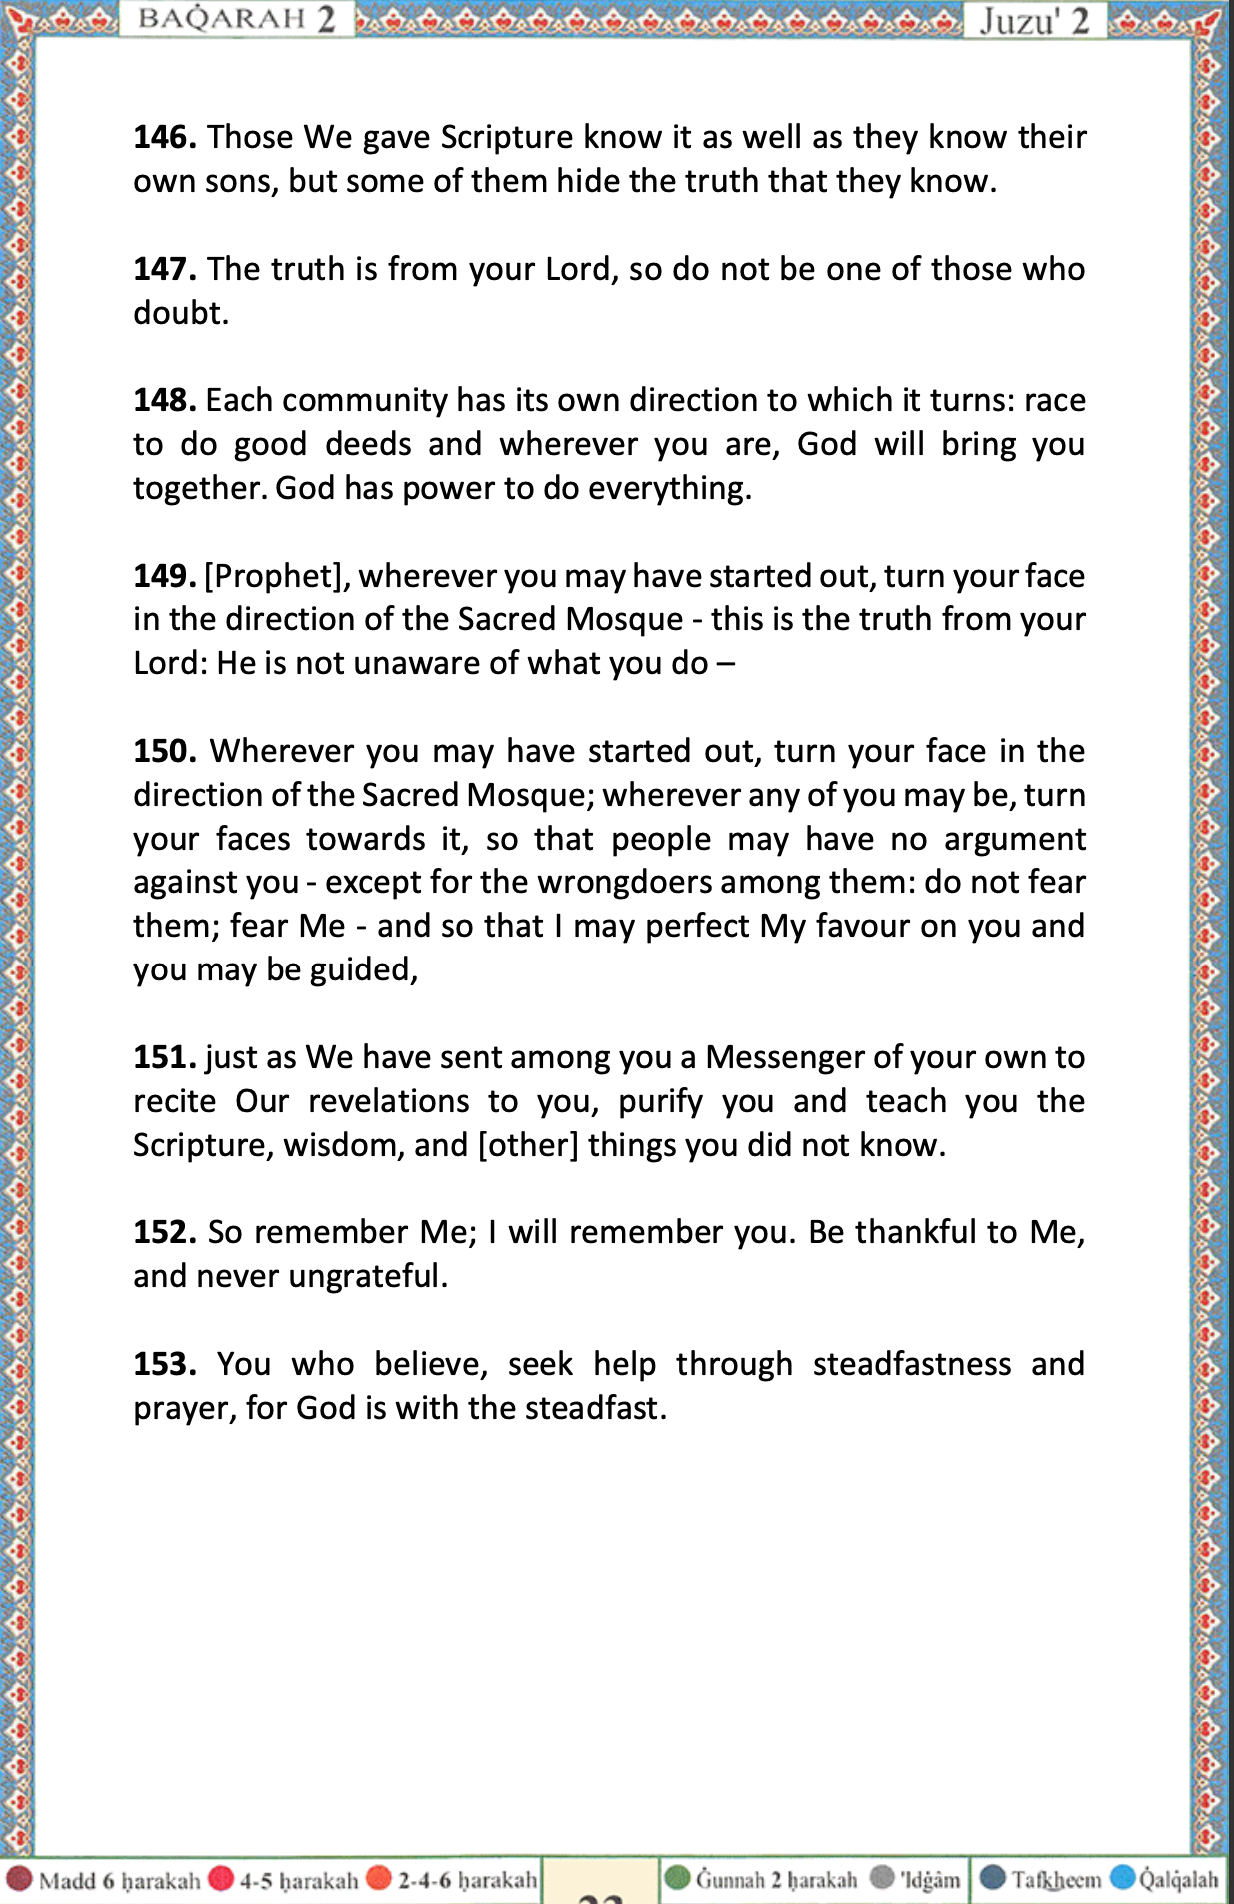 BAQ̇ARAH 2
Juzu' 2
146. Those We gave Scripture know it as well as they know their
own sons, but some of them hide the truth that they know.
147. The truth is from your Lord, so do not be one of those who
doubt.
148. Each community has its own direction to which it turns: race
to do good deeds and wherever you are, God will bring you
together. God has power to do everything.
149. [Prophet], wherever you may have started out, turn your face
in the direction of the Sacred Mosque - this is the truth from your
Lord: He is not unaware of what you do –
150. Wherever you may have started out, turn your face in the
direction of the Sacred Mosque; wherever any of you may be, turn
your faces towards it, so that people may have no argument
against you - except for the wrongdoers among them: do not fear
them; fear Me - and so that I may perfect My favour on you and
you may be guided,
151. just as We have sent among you a Messenger of your own to
recite Our revelations to you, purify you and teach you the
Scripture, wisdom, and [other] things you did not know.
152. So remember Me; I will remember you. Be thankful to Me,
and never ungrateful.
153. You who believe, seek help through steadfastness and
prayer, for God is with the steadfast.
Madd 6 ḥarakah 4-5 ḥarakah 2-4-6 ḥarakah
Ġunnah 2 ḥarakah 'Idġâm Tafkheem Q̇alq̇alah